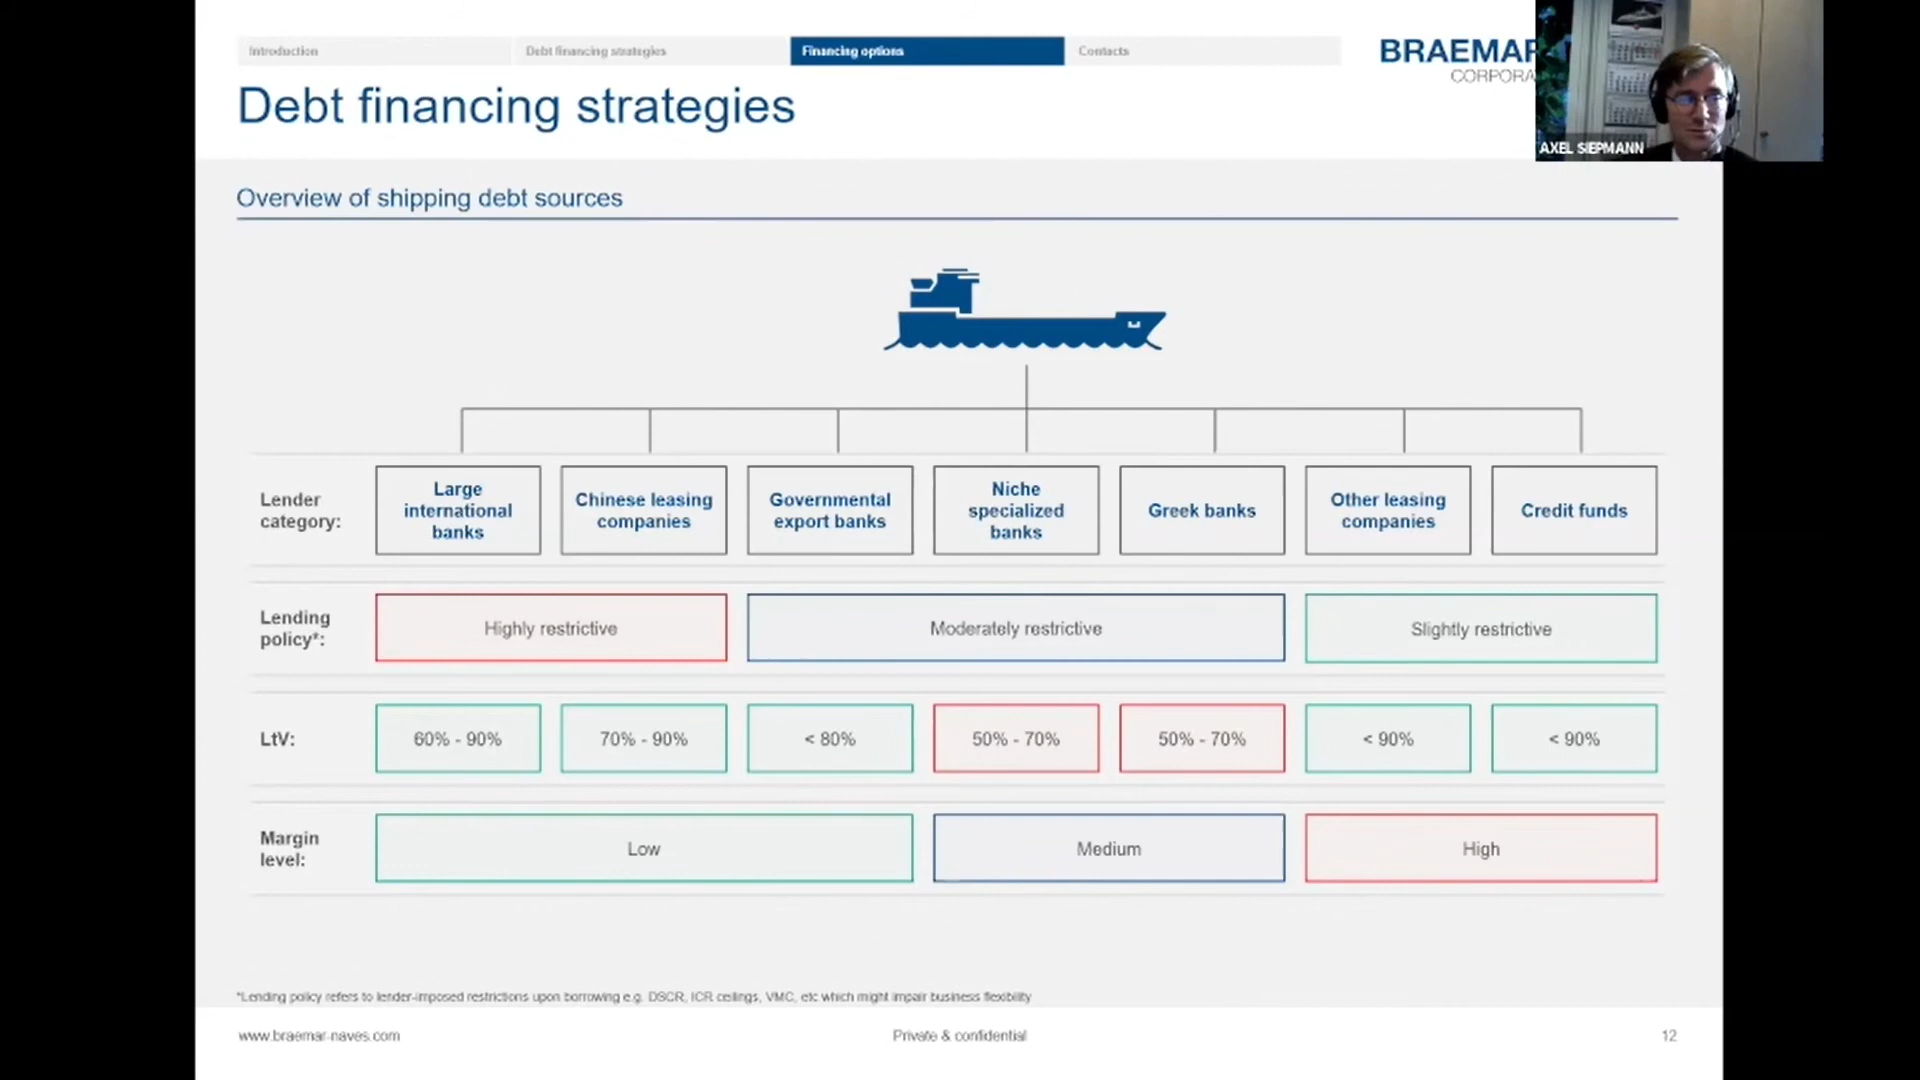 Introduction
Debt financing strategies
Financing options
Contacts
BRAEMAR
CORPORA
AXEL SIEPMANN
Debt financing strategies
Overview of shipping debt sources
Lender
category:
Large
international
banks
Chinese leasing
companies
Governmental
export banks
Niche
specialized
banks
Greek banks
Other leasing
companies
Credit funds
Lending
policy*:
Highly restrictive
Moderately restrictive
Slightly restrictive
LtV:
60% - 90%
70% - 90%
< 80%
50% - 70%
50% - 70%
< 90%
< 90%
Margin
level:
Low
Medium
High
*Lending policy refers to lender-imposed restrictions upon borrowing e.g. DSCR, ICR ceilings, VMC, etc which might impair business flexibility
www.braemar-naves.com
Private & confidential
12